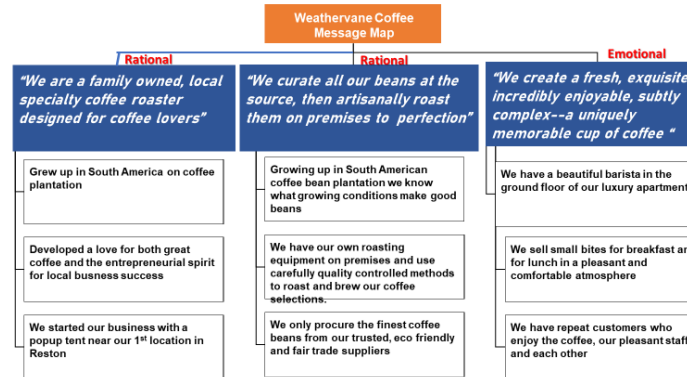 Weathervane Coffee
Message Map
Rational
Rational
Emotional
“We are a family owned, local
specialty coffee roaster
designed for coffee lovers”
Grew up in South America on coffee
plantation
Developed a love for both great
coffee and the entrepreneurial spirit
for local business success
We started our business with a
popup tent near our 1st location in
Reston
“We curate all our beans at the
source, then artisanally roast
them on premises to perfection”
Growing up in South American
coffee bean plantation we know
what growing conditions make good
beans
We have our own roasting
equipment on premises and use
carefully quality controlled methods
to roast and brew our coffee
selections.
We only procure the finest coffee
beans from our trusted, eco friendly
and fair trade suppliers
“We create a fresh, exquisite
incredibly enjoyable, subtly
complex--a uniquely
memorable cup of coffee “
We have a beautiful barista in the
ground floor of our luxury apartment
We sell small bites for breakfast an
for lunch in a pleasant and
comfortable atmosphere
We have repeat customers who
enjoy the coffee, our pleasant staff
and each other